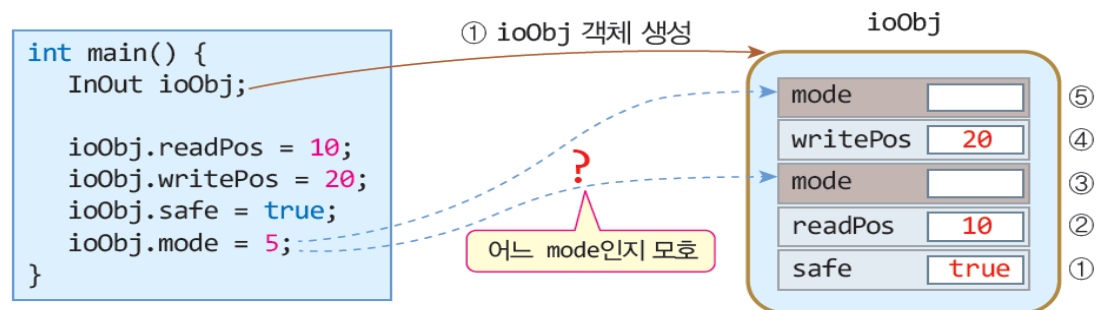 ① ioObj 객체 생성
ioObj
int main() {
InOut ioObj;
ioObj.readPos = 10;
ioObj.writePos = 20;
ioObj.safe = true;
ioObj.mode = 5;
}
?
어느 mode인지 모호
mode ⑤
writePos 20 ④
mode ③
readPos 10 ②
safe true ①